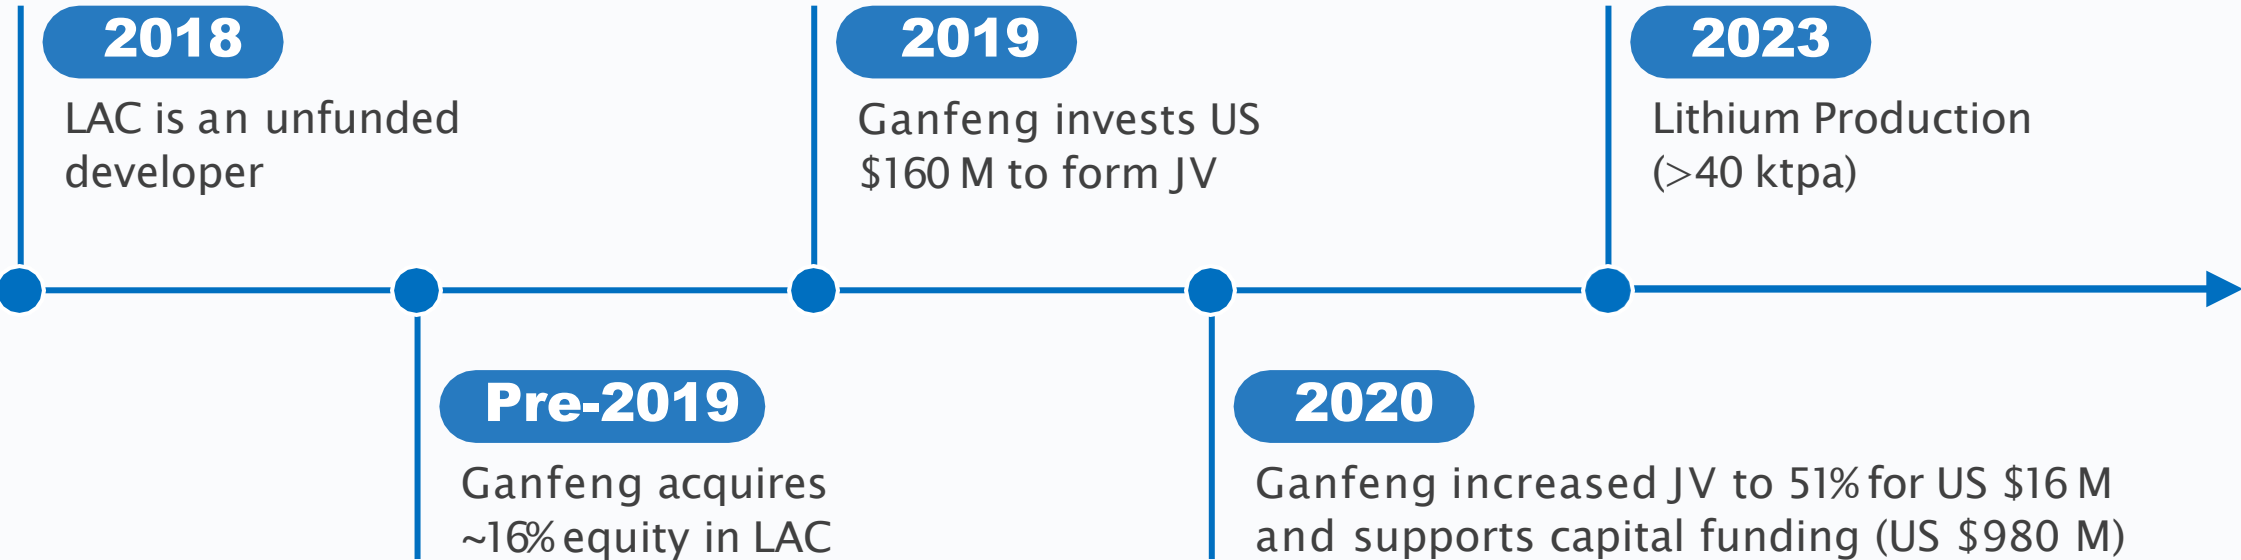 2018
LAC is an unfunded
developer
Pre-2019
Ganfeng acquires
~16% equity in LAC
2019
Ganfeng invests US
$160 M to form JV
2020
Ganfeng increased JV to 51% for US $16 M
and supports capital funding (US $980 M)
2023
Lithium Production
(>40 ktpa)